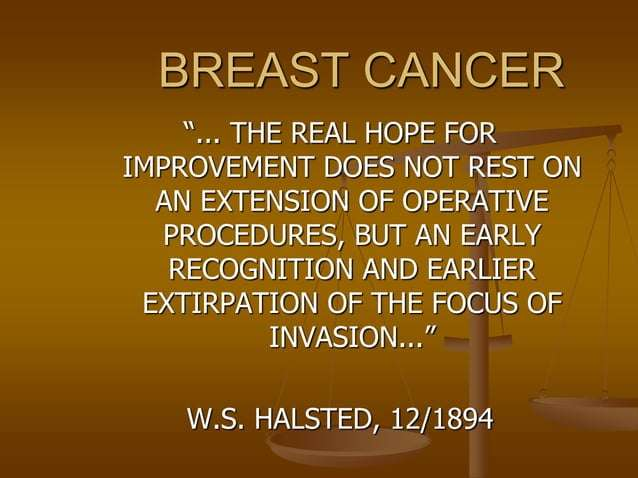 BREAST CANCER
“... THE REAL HOPE FOR
IMPROVEMENT DOES NOT REST ON
AN EXTENSION OF OPERATIVE
PROCEDURES, BUT AN EARLY
RECOGNITION AND EARLIER
EXTIRPATION OF THE FOCUS OF
INVASION...”
W.S. HALSTED, 12/1894